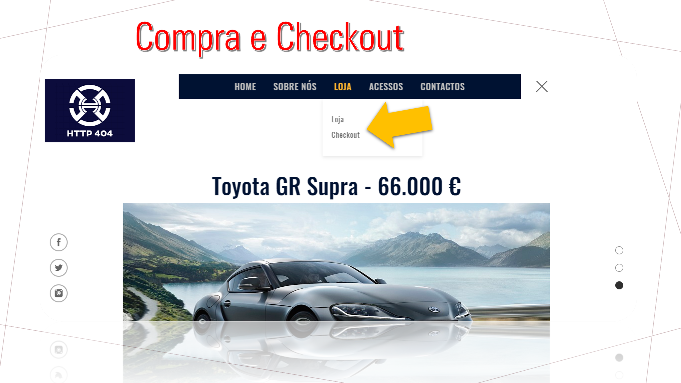 Compra e Checkout
HTTP 404
HOME SOBRE NÓS LOJA ACESSOS CONTACTOS
Loja
Checkout
Toyota GR Supra - 66.000 €